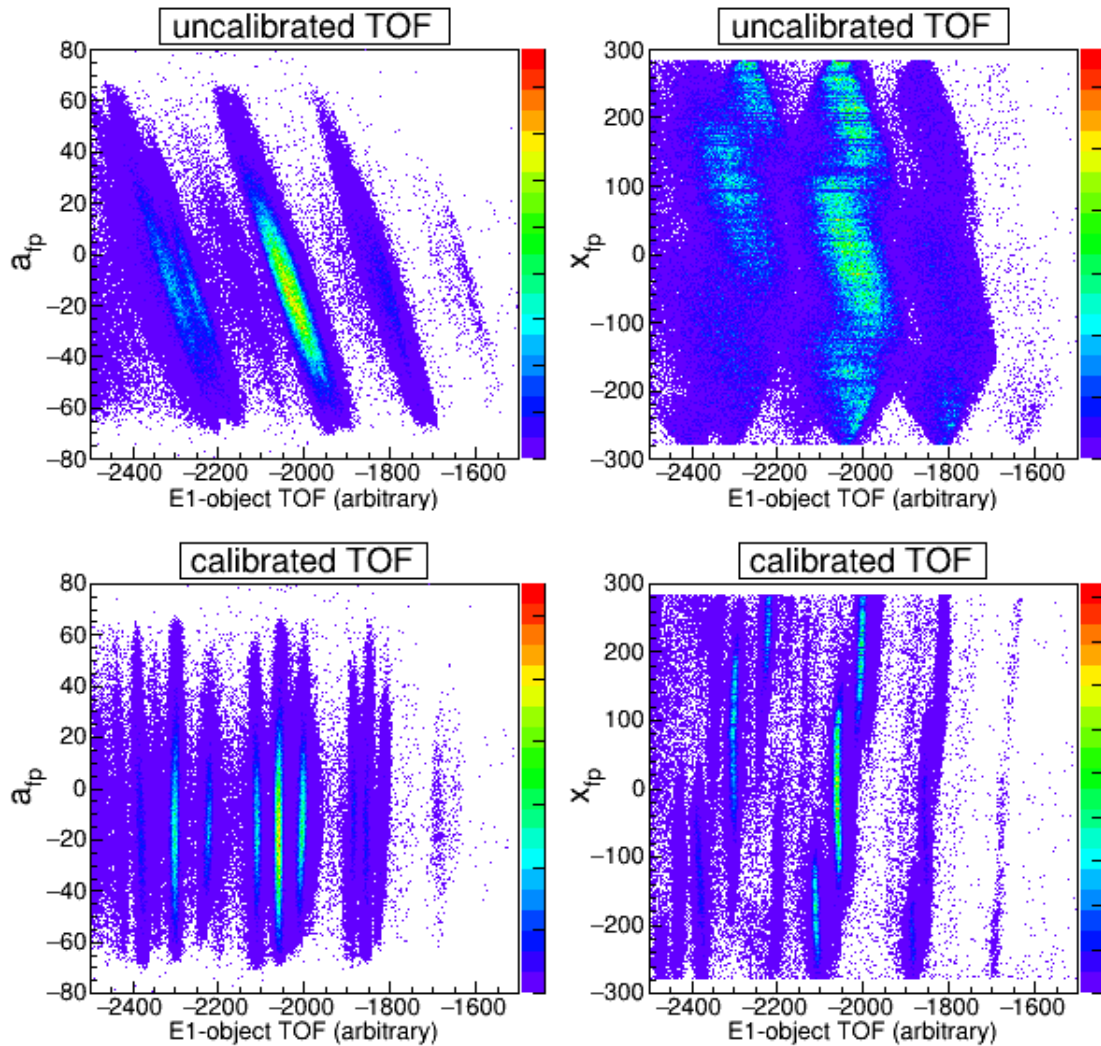 uncalibrated TOF
80
60
40
20
0
−20
−40
−60
−80
a_fp
−2400 −2200 −2000 −1800 −1600
E1-object TOF (arbitrary)
uncalibrated TOF
300
200
100
0
−100
−200
−300
x_fp
−2400 −2200 −2000 −1800 −1600
E1-object TOF (arbitrary)
calibrated TOF
80
60
40
20
0
−20
−40
−60
−80
a_fp
−2400 −2200 −2000 −1800 −1600
E1-object TOF (arbitrary)
calibrated TOF
300
200
100
0
−100
−200
−300
x_fp
−2400 −2200 −2000 −1800 −1600
E1-object TOF (arbitrary)